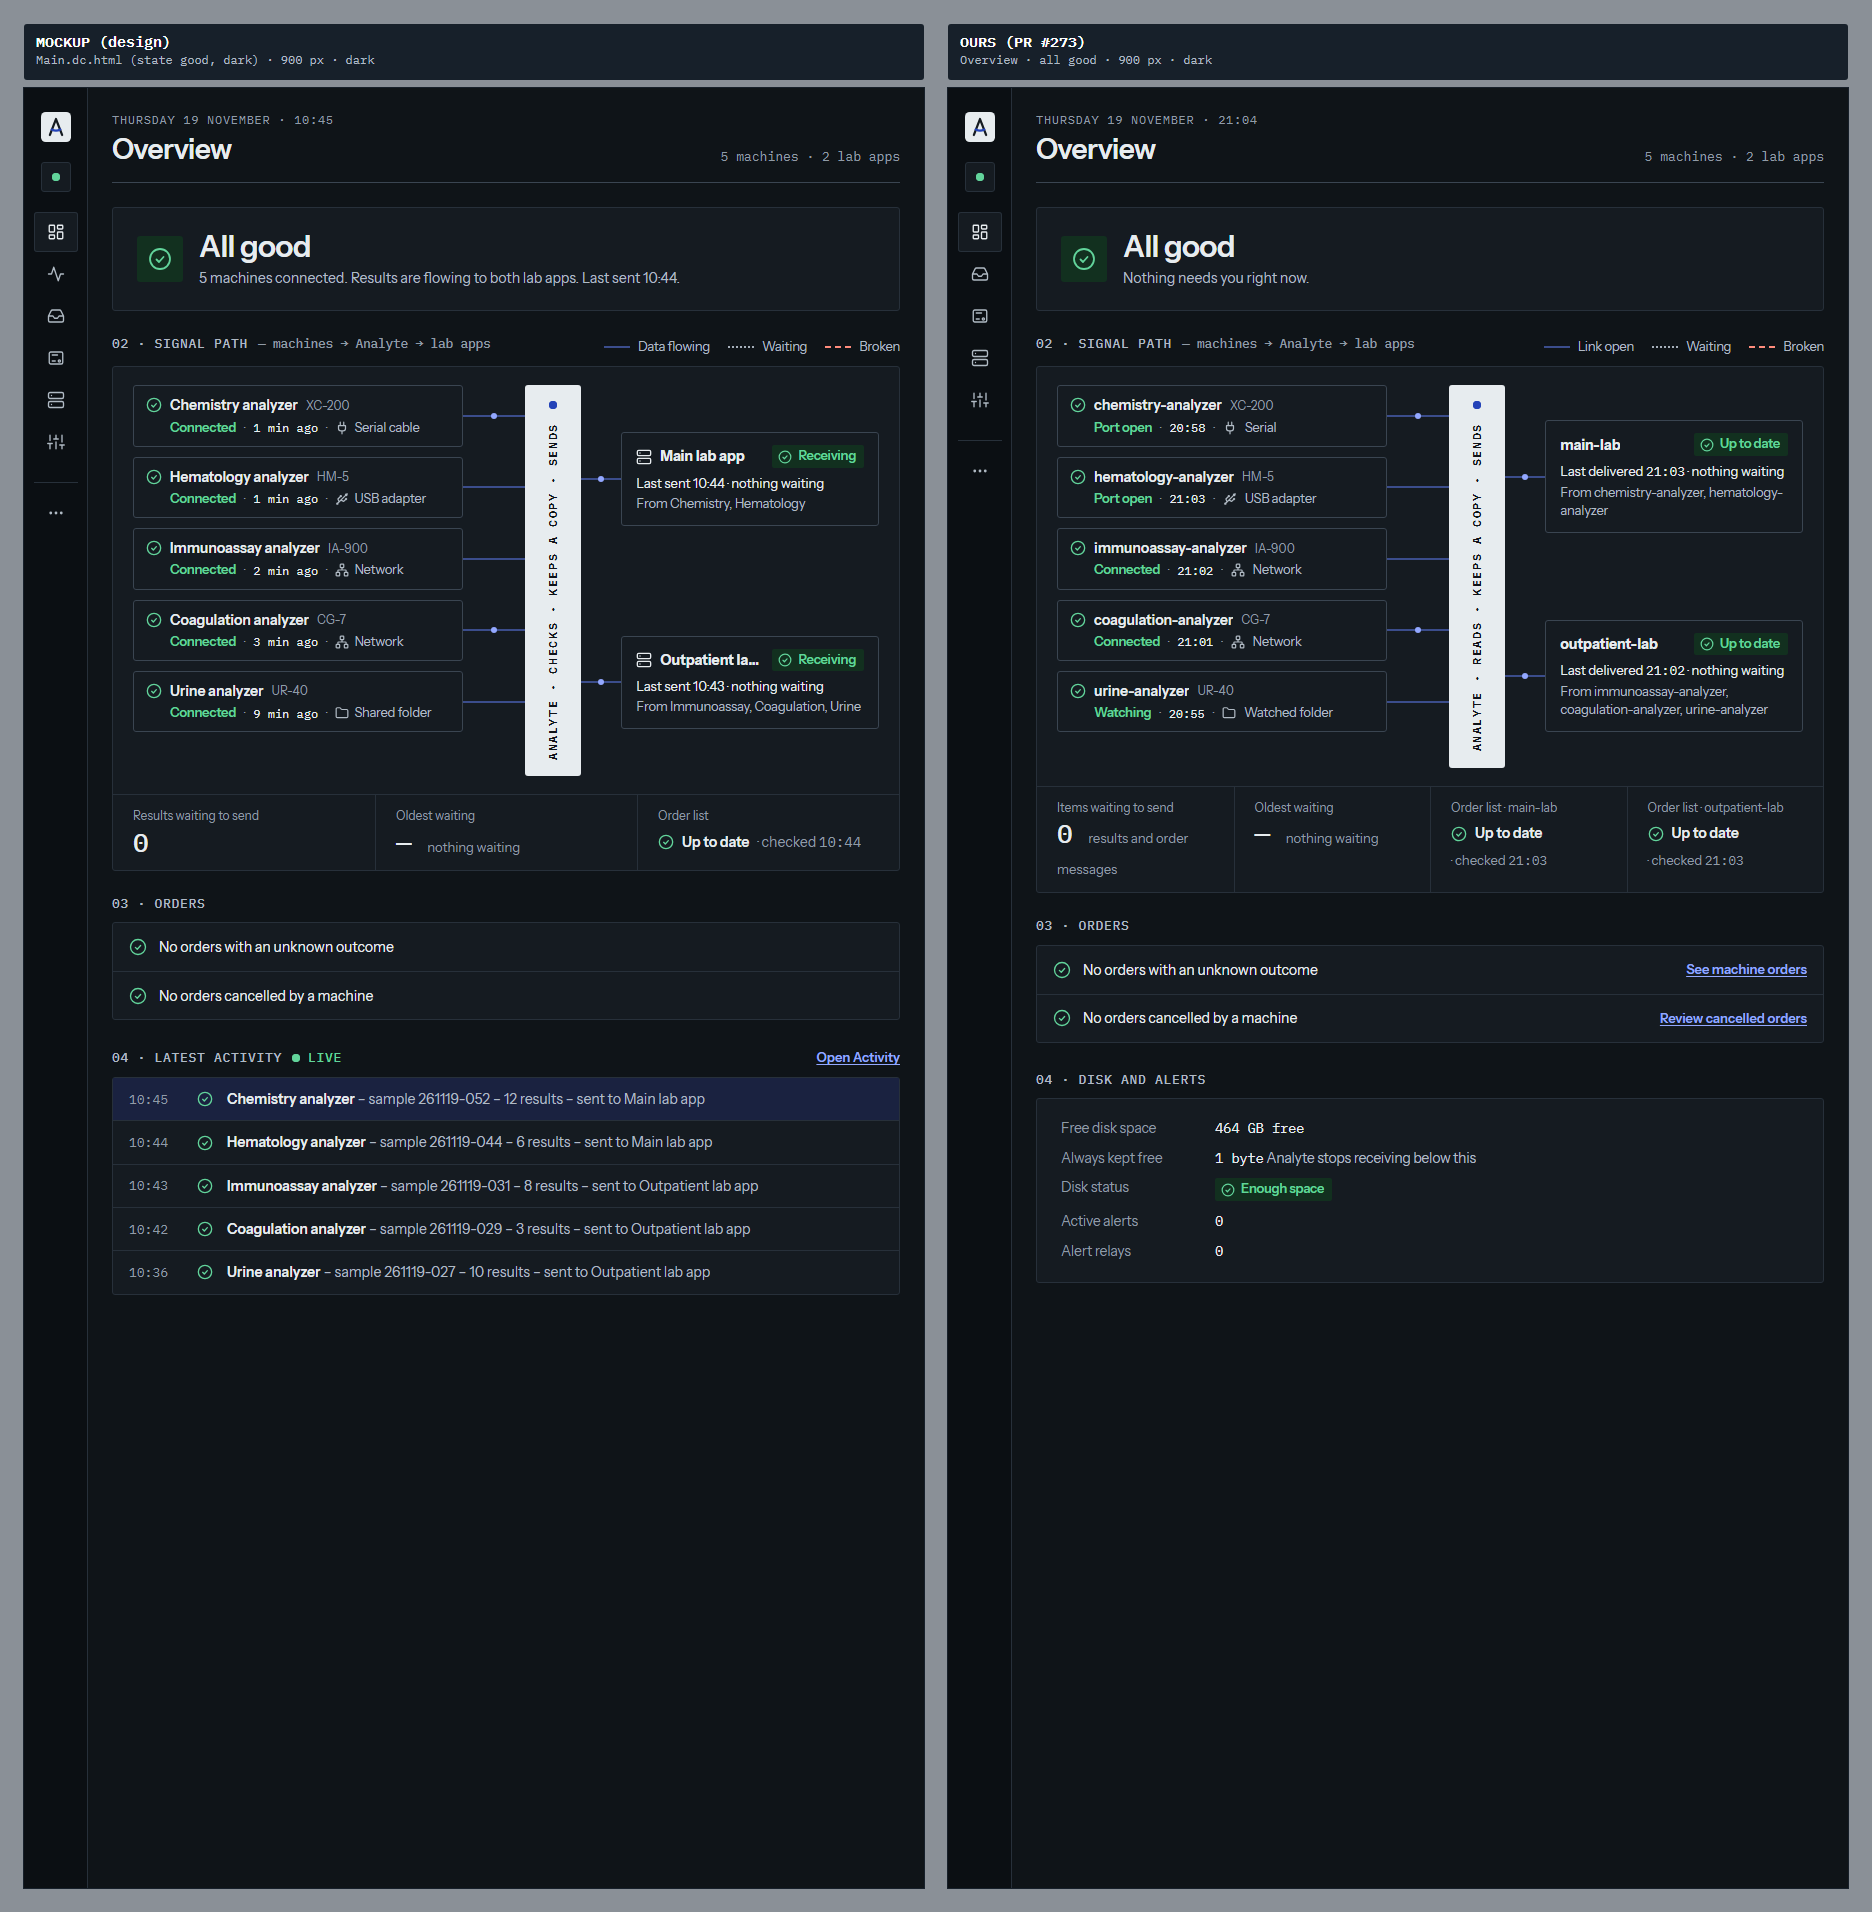 MOCKUP (design)
Main.dc.html (state good, dark) · 900 px · dark
A
THURSDAY 19 NOVEMBER · 10:45
Overview
5 machines · 2 lab apps
All good
5 machines connected. Results are flowing to both lab apps. Last sent 10:44.
02 · SIGNAL PATH — machines → Analyte → lab apps
Data flowing
Waiting
Broken
Chemistry analyzer XC-200
Connected · 1 min ago · Serial cable
Hematology analyzer HM-5
Connected · 1 min ago · USB adapter
Immunoassay analyzer IA-900
Connected · 2 min ago · Network
Coagulation analyzer CG-7
Connected · 3 min ago · Network
Urine analyzer UR-40
Connected · 9 min ago · Shared folder
ANALYTE · CHECKS · KEEPS A COPY · SENDS
Main lab app Receiving
Last sent 10:44 · nothing waiting
From Chemistry, Hematology
Outpatient la... Receiving
Last sent 10:43 · nothing waiting
From Immunoassay, Coagulation, Urine
Results waiting to send
0
Oldest waiting
— nothing waiting
Order list
Up to date · checked 10:44
03 · ORDERS
No orders with an unknown outcome
No orders cancelled by a machine
04 · LATEST ACTIVITY LIVE
Open Activity
10:45 Chemistry analyzer – sample 261119-052 – 12 results – sent to Main lab app
10:44 Hematology analyzer – sample 261119-044 – 6 results – sent to Main lab app
10:43 Immunoassay analyzer – sample 261119-031 – 8 results – sent to Outpatient lab app
10:42 Coagulation analyzer – sample 261119-029 – 3 results – sent to Outpatient lab app
10:36 Urine analyzer – sample 261119-027 – 10 results – sent to Outpatient lab app
OURS (PR #273)
Overview · all good · 900 px · dark
A
THURSDAY 19 NOVEMBER · 21:04
Overview
5 machines · 2 lab apps
All good
Nothing needs you right now.
02 · SIGNAL PATH — machines → Analyte → lab apps
Link open
Waiting
Broken
chemistry-analyzer XC-200
Port open · 20:58 · Serial
hematology-analyzer HM-5
Port open · 21:03 · USB adapter
immunoassay-analyzer IA-900
Connected · 21:02 · Network
coagulation-analyzer CG-7
Connected · 21:01 · Network
urine-analyzer UR-40
Watching · 20:55 · Watched folder
ANALYTE · READS · KEEPS A COPY · SENDS
main-lab Up to date
Last delivered 21:03 · nothing waiting
From chemistry-analyzer, hematology-
analyzer
outpatient-lab Up to date
Last delivered 21:02 · nothing waiting
From immunoassay-analyzer,
coagulation-analyzer, urine-analyzer
Items waiting to send
0 results and order
messages
Oldest waiting
— nothing waiting
Order list · main-lab
Up to date
· checked 21:03
Order list · outpatient-lab
Up to date
· checked 21:03
03 · ORDERS
No orders with an unknown outcome See machine orders
No orders cancelled by a machine Review cancelled orders
04 · DISK AND ALERTS
Free disk space 464 GB free
Always kept free 1 byte Analyte stops receiving below this
Disk status Enough space
Active alerts 0
Alert relays 0